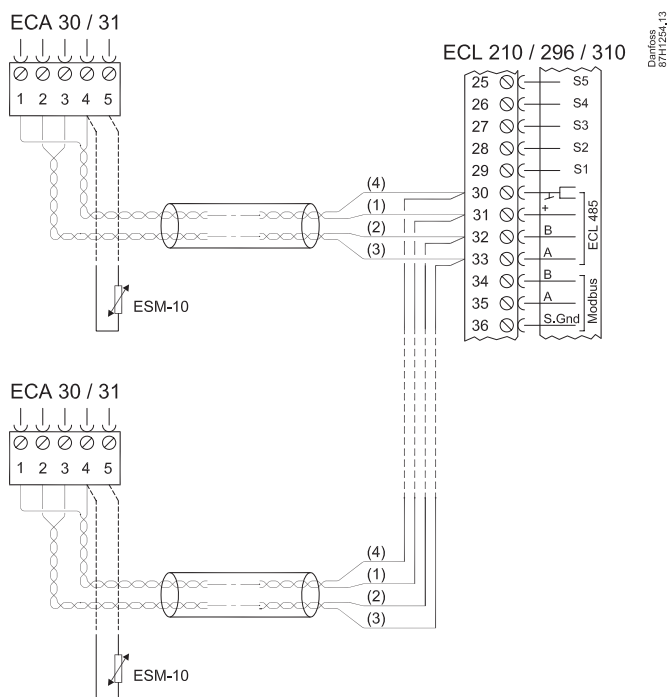 Danfoss
87H1254.13
ECA 30 / 31
1 2 3 4 5
ESM-10
(4)
(1)
(2)
(3)
ECL 210 / 296 / 310
25 S5
26 S4
27 S3
28 S2
29 S1
30
31 +
32 B
33 A
ECL 485
34 B
35 A
36 S.Gnd
Modbus
ECA 30 / 31
1 2 3 4 5
ESM-10
(4)
(1)
(2)
(3)